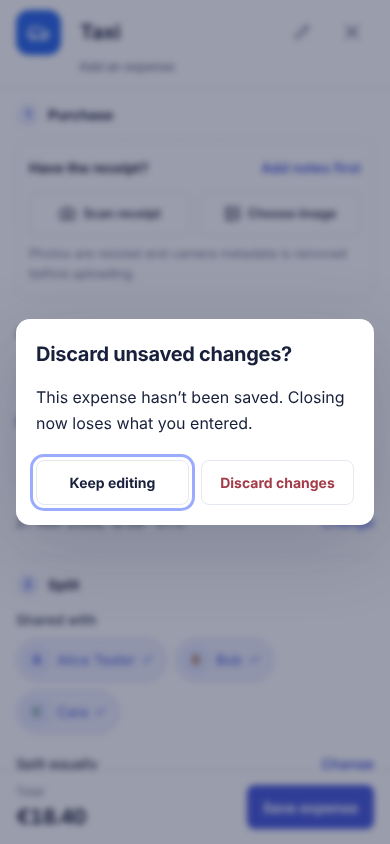 Taxi
Add an expense
Purchase
Have the receipt?
Add notes first
Scan receipt
Choose image
Photos are resized and camera metadata is removed
before uploading.
Discard unsaved changes?
This expense hasn’t been saved. Closing
now loses what you entered.
Keep editing
Discard changes
Split
Shared with
Alice Tester
Bob
Cara
Split equally
Change
Total
€18.40
Save expense